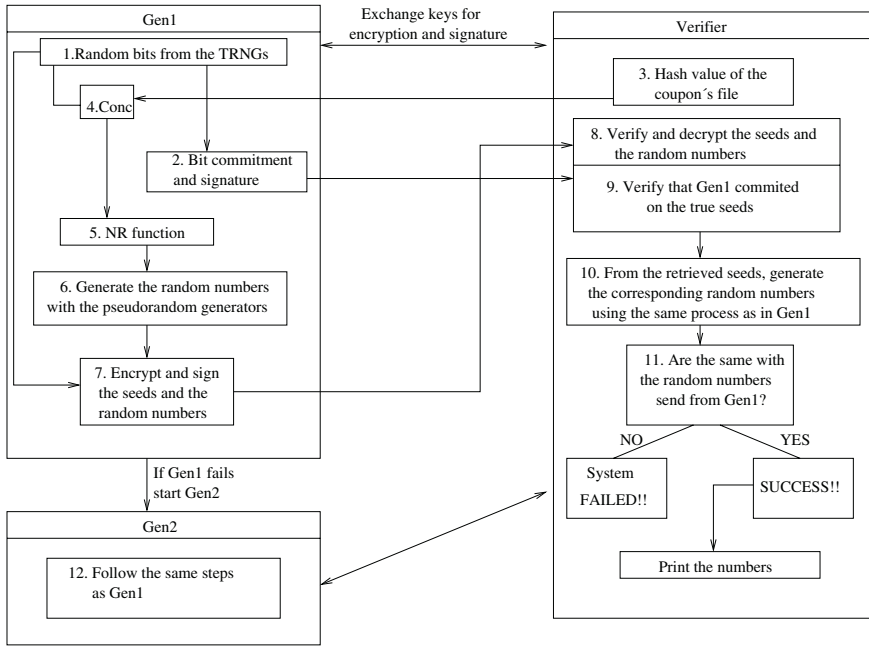 Gen1
1.Random bits from the TRNGs
4.Conc
2. Bit commitment
and signature
5. NR function
6. Generate the random numbers
with the pseudorandom generators
7. Encrypt and sign
the seeds and the
random numbers
If Gen1 fails
start Gen2
Gen2
12. Follow the same steps
as Gen1
Exchange keys for
encryption and signature
Verifier
3. Hash value of the
coupon´s file
8. Verify and decrypt the seeds and
the random numbers
9. Verify that Gen1 commited
on the true seeds
10. From the retrieved seeds, generate
the corresponding random numbers
using the same process as in Gen1
11. Are the same with
the random numbers
send from Gen1?
NO
YES
System
FAILED!!
SUCCESS!!
Print the numbers